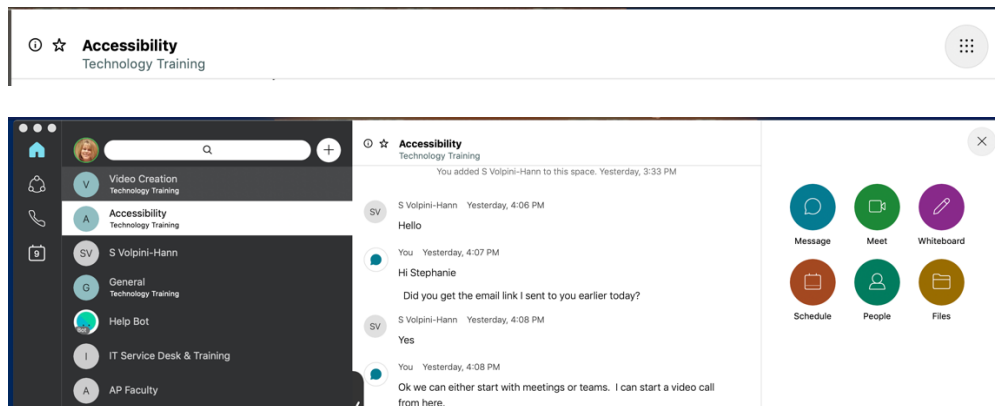 Accessibility
Technology Training
9
V
Video Creation
Technology Training
A
Accessibility
Technology Training
SV
S Volpini-Hann
G
General
Technology Training
Help Bot
I
IT Service Desk & Training
A
AP Faculty
Accessibility
Technology Training
You added S Volpini-Hann to this space. Yesterday, 3:33 PM
SV
S Volpini-Hann Yesterday, 4:06 PM
Hello
You Yesterday, 4:07 PM
Hi Stephanie
Did you get the email link I sent to you earlier today?
SV
S Volpini-Hann Yesterday, 4:08 PM
Yes
You Yesterday, 4:08 PM
Ok we can either start with meetings or teams. I can start a video call
from here.
Message
Meet
Whiteboard
Schedule
People
Files